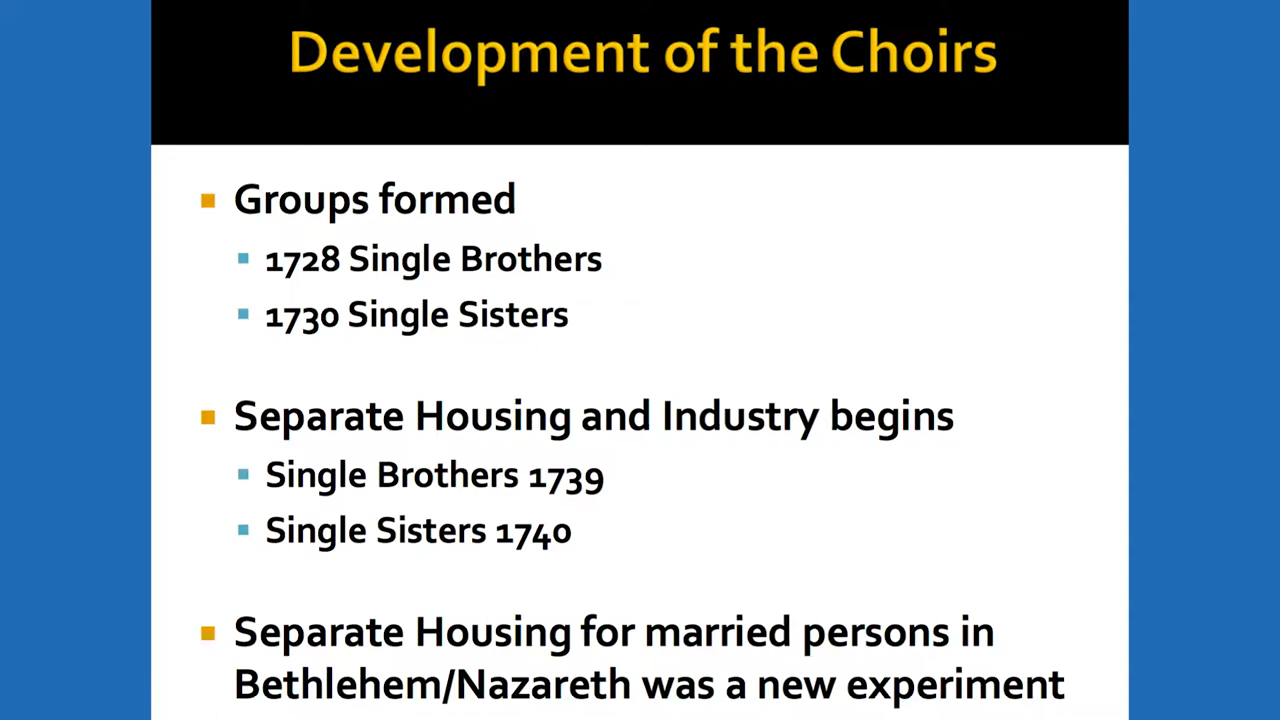 Development of the Choirs
Groups formed
1728 Single Brothers
1730 Single Sisters
Separate Housing and Industry begins
Single Brothers 1739
Single Sisters 1740
Separate Housing for married persons in
Bethlehem/Nazareth was a new experiment